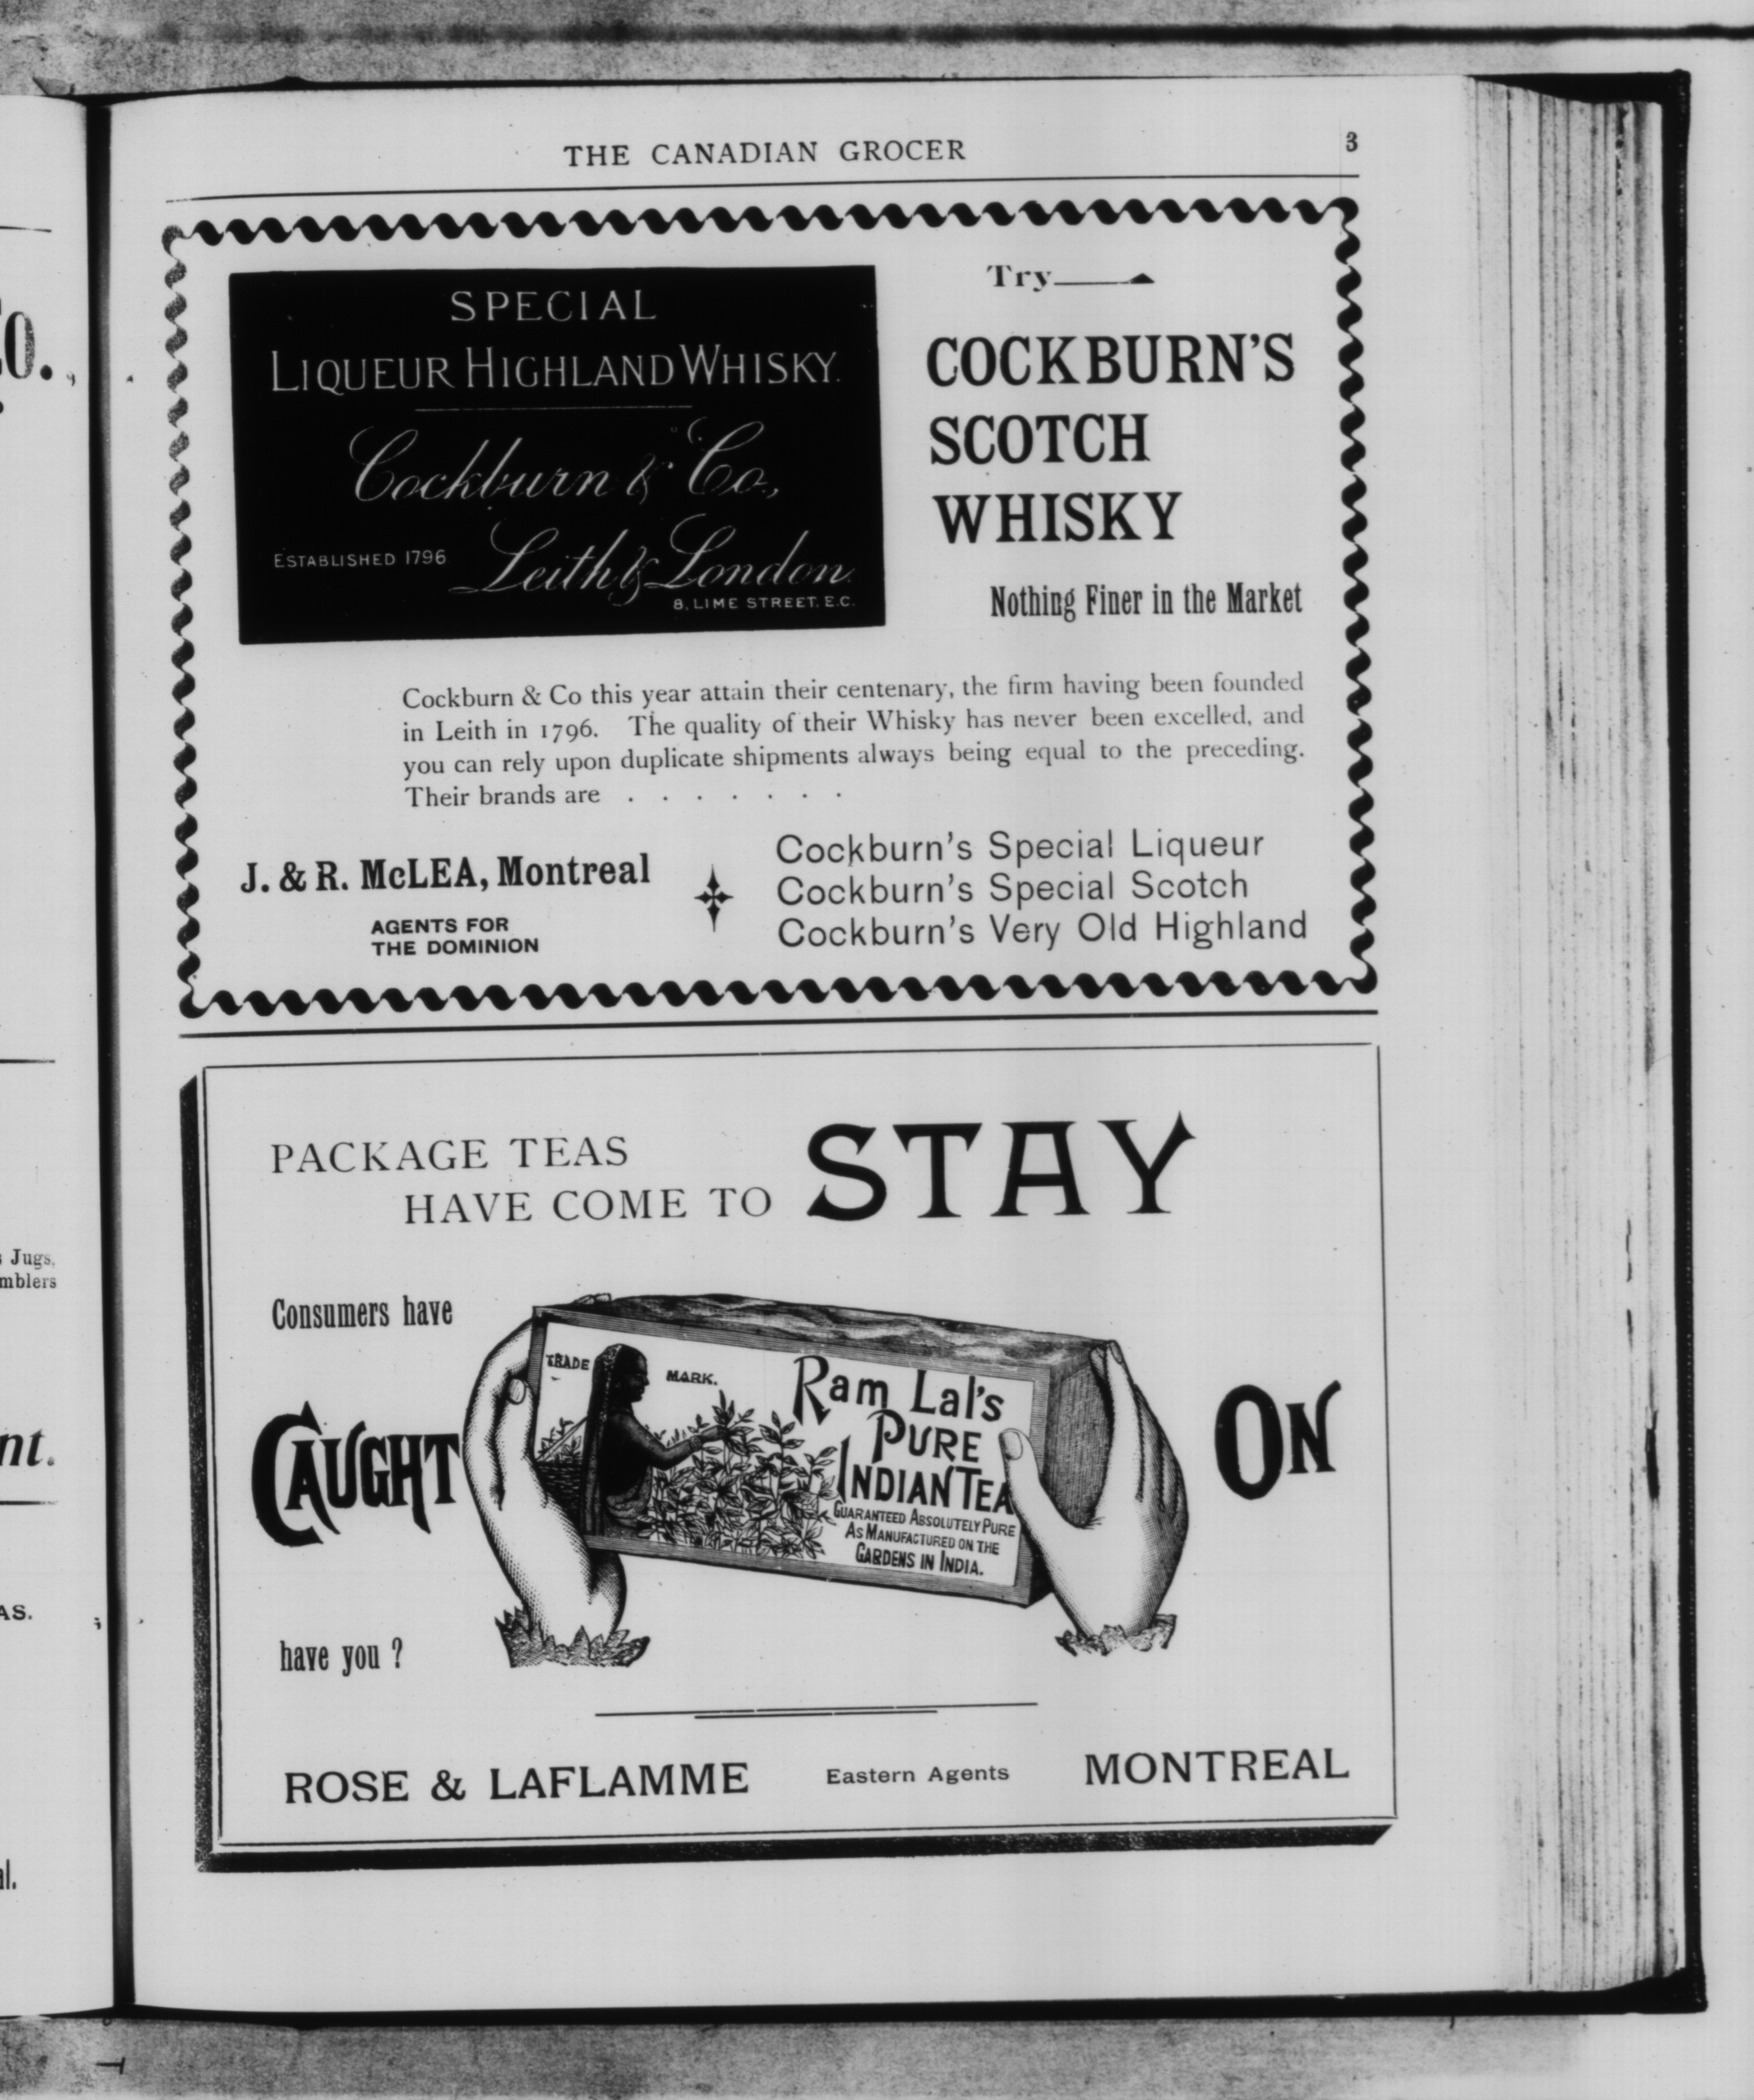 THE CANADIAN GROCER 3
SPECIAL
LIQUEUR HIGHLAND WHISKY.
Cockburn & Co.,
ESTABLISHED 1796 Leith & London.
8, LIME STREET, E.C.
Try
COCKBURN'S
SCOTCH
WHISKY
Nothing Finer in the Market
Cockburn & Co this year attain their centenary, the firm having been founded
in Leith in 1796. The quality of their Whisky has never been excelled, and
you can rely upon duplicate shipments always being equal to the preceding.
Their brands are . . . . . . .
J. & R. McLEA, Montreal
AGENTS FOR
THE DOMINION
Cockburn's Special Liqueur
Cockburn's Special Scotch
Cockburn's Very Old Highland
PACKAGE TEAS
HAVE COME TO STAY
Consumers have
CAUGHT
TRADE MARK.
Ram Lal's
PURE
INDIAN TEA
GUARANTEED ABSOLUTELY PURE
AS MANUFACTURED ON THE
GARDENS IN INDIA.
ON
have you ?
ROSE & LAFLAMME Eastern Agents MONTREAL
Jugs,